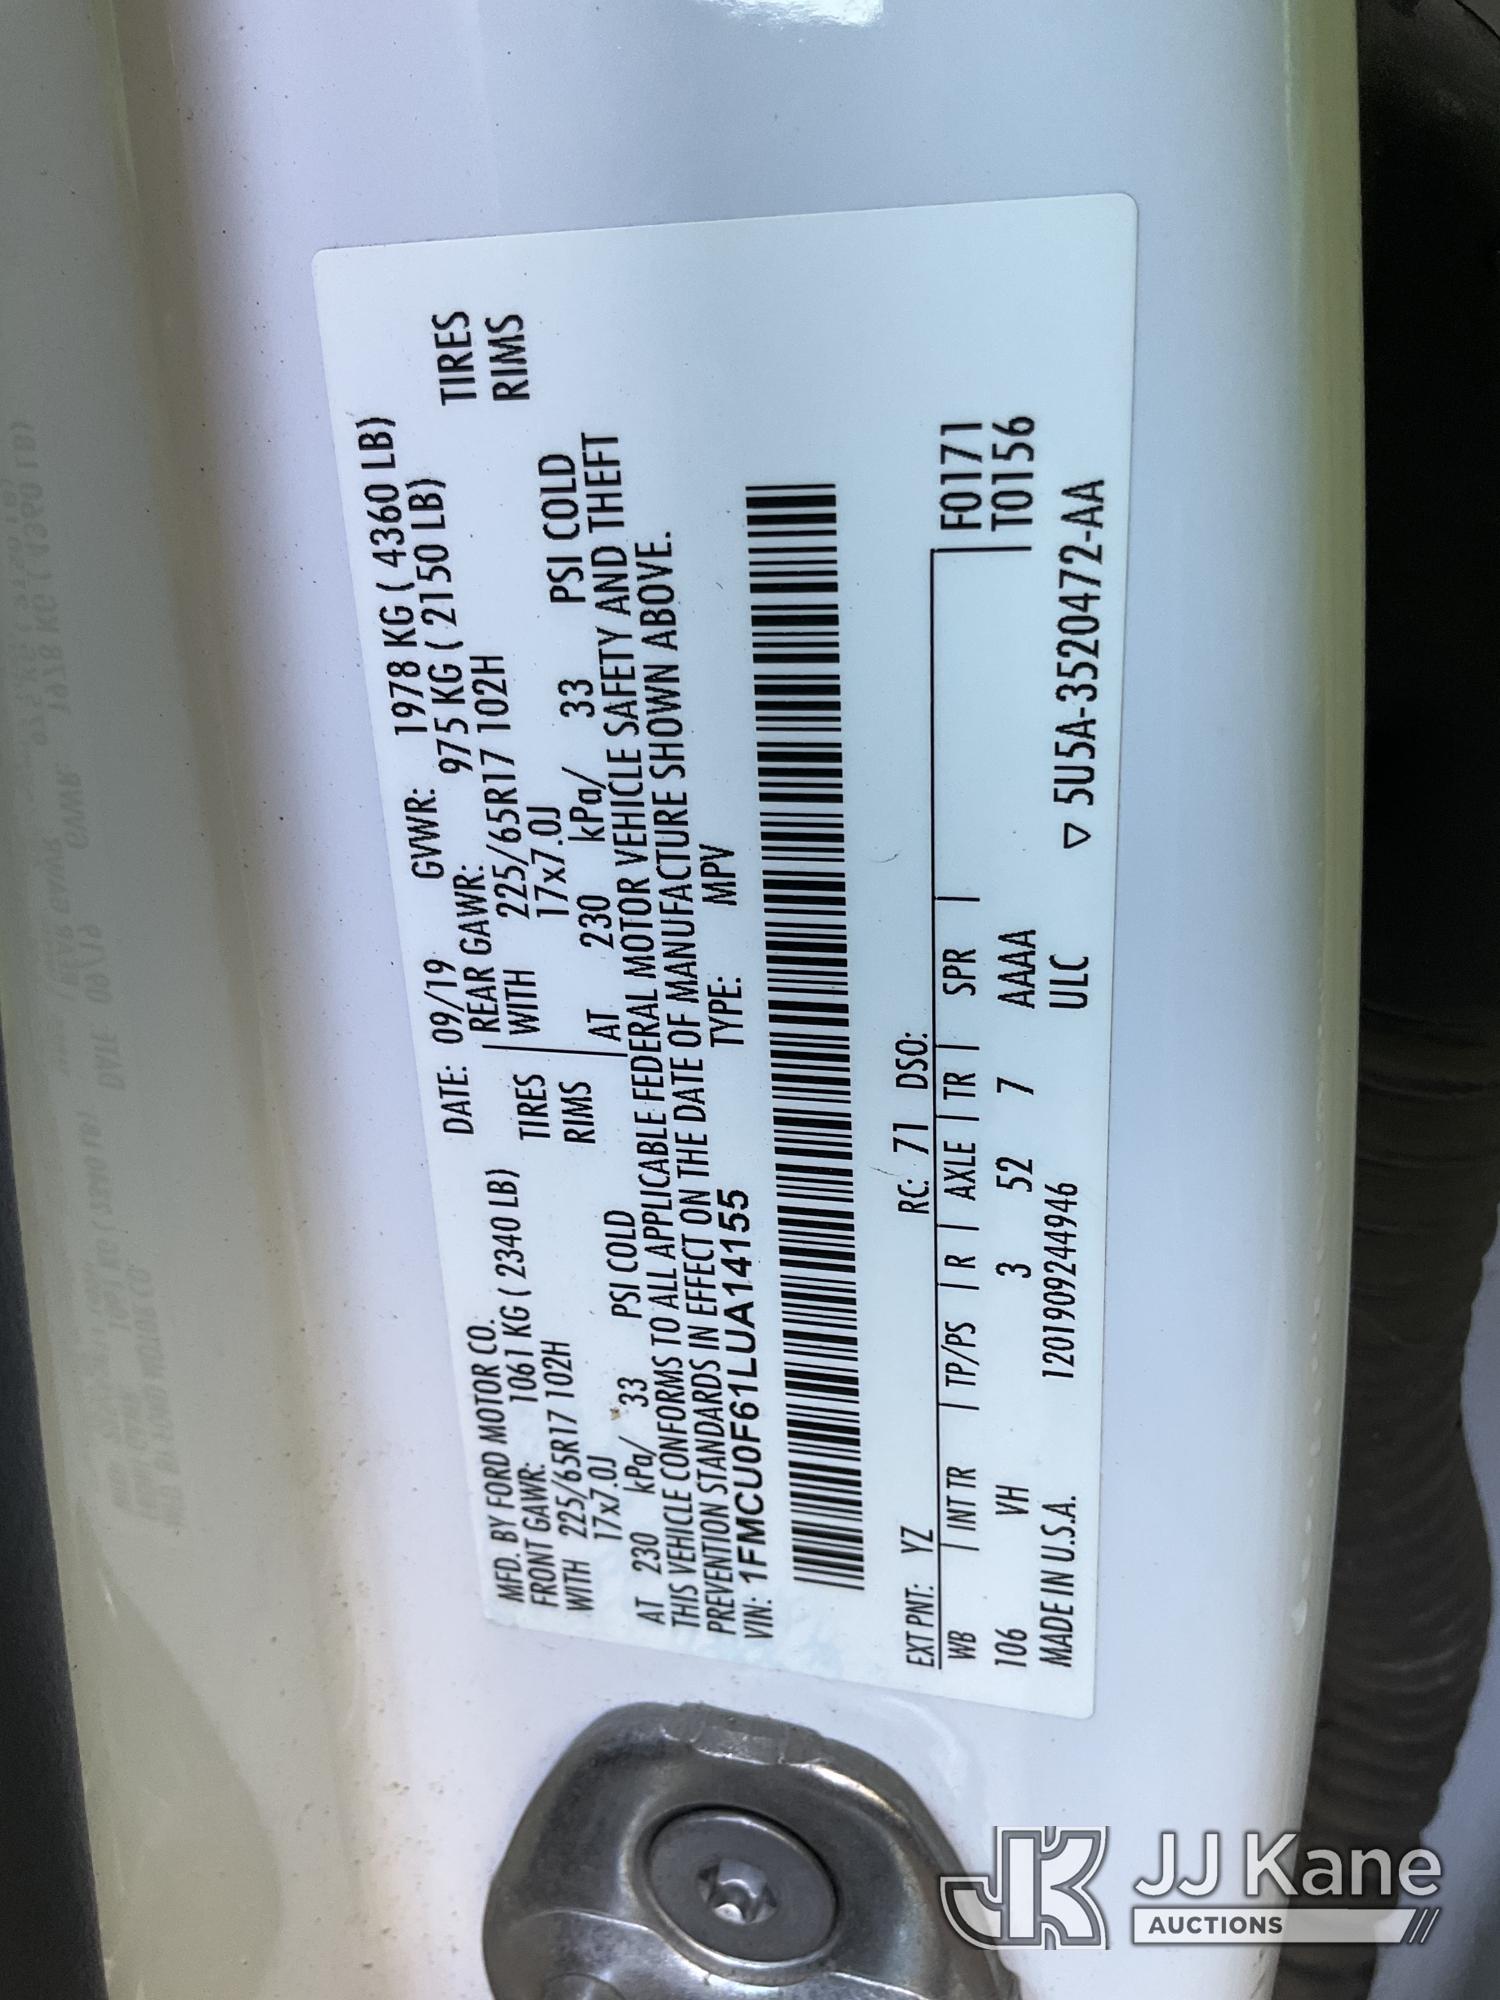 MFD. BY FORD MOTOR CO. DATE: 09/19 GVWR: 1978 KG ( 4360 LB)
FRONT GAWR: 1061 KG ( 2340 LB) REAR GAWR: 975 KG ( 2150 LB)
WITH 225/65R17 102H TIRES WITH 225/65R17 102H TIRES
17x7.0J RIMS 17x7.0J RIMS
AT 230 kPa/ 33 PSI COLD AT 230 kPa/ 33 PSI COLD
THIS VEHICLE CONFORMS TO ALL APPLICABLE FEDERAL MOTOR VEHICLE SAFETY AND THEFT
PREVENTION STANDARDS IN EFFECT ON THE DATE OF MANUFACTURE SHOWN ABOVE.
VIN: 1FMCU0F61LUA14155 TYPE: MPV
EXT PNT: YZ RC: 71 DSO:
WB INT TR TP/PS R AXLE TR SPR F0171
106 VH 3 3 52 7 AAAA T0156
MADE IN U.S.A. 12019092449​46 ULC ▽ 5U5A-3520472-AA
JJ Kane
AUCTIONS